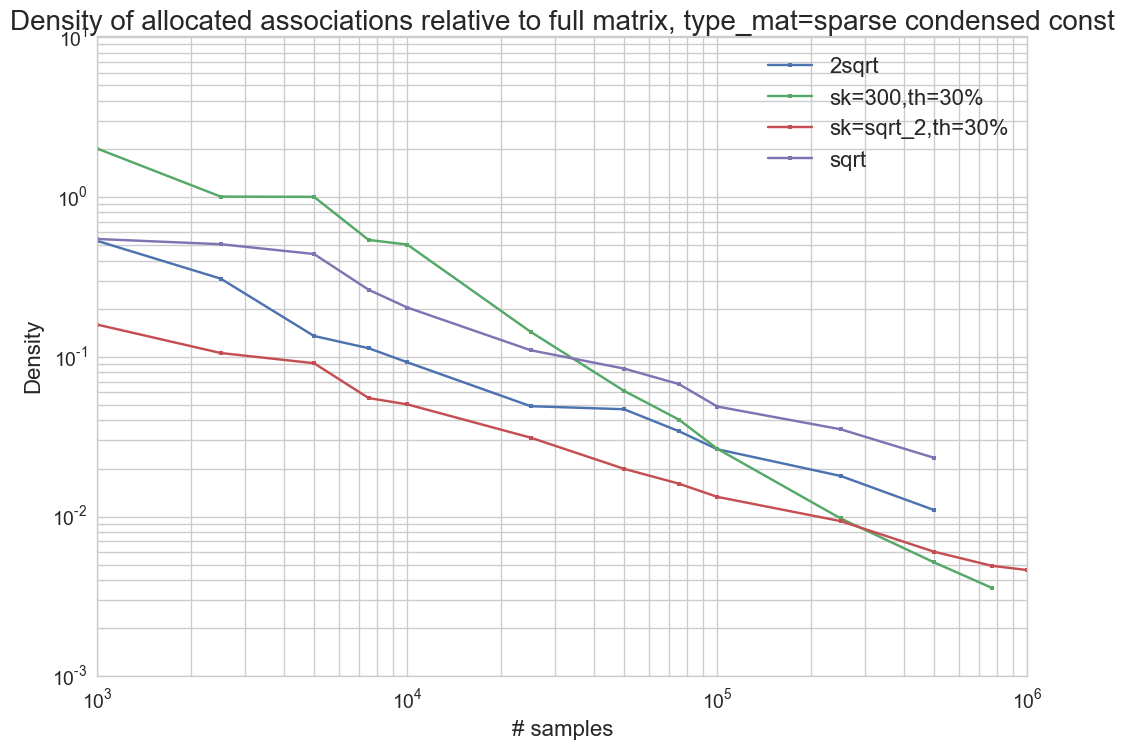 Density of allocated associations relative to full matrix, type_mat=sparse condensed const
2sqrt
sk=300,th=30%
sk=sqrt_2,th=30%
sqrt
10^1
10^0
10^-1
10^-2
10^-3
Density
10^3
10^4
10^5
10^6
# samples